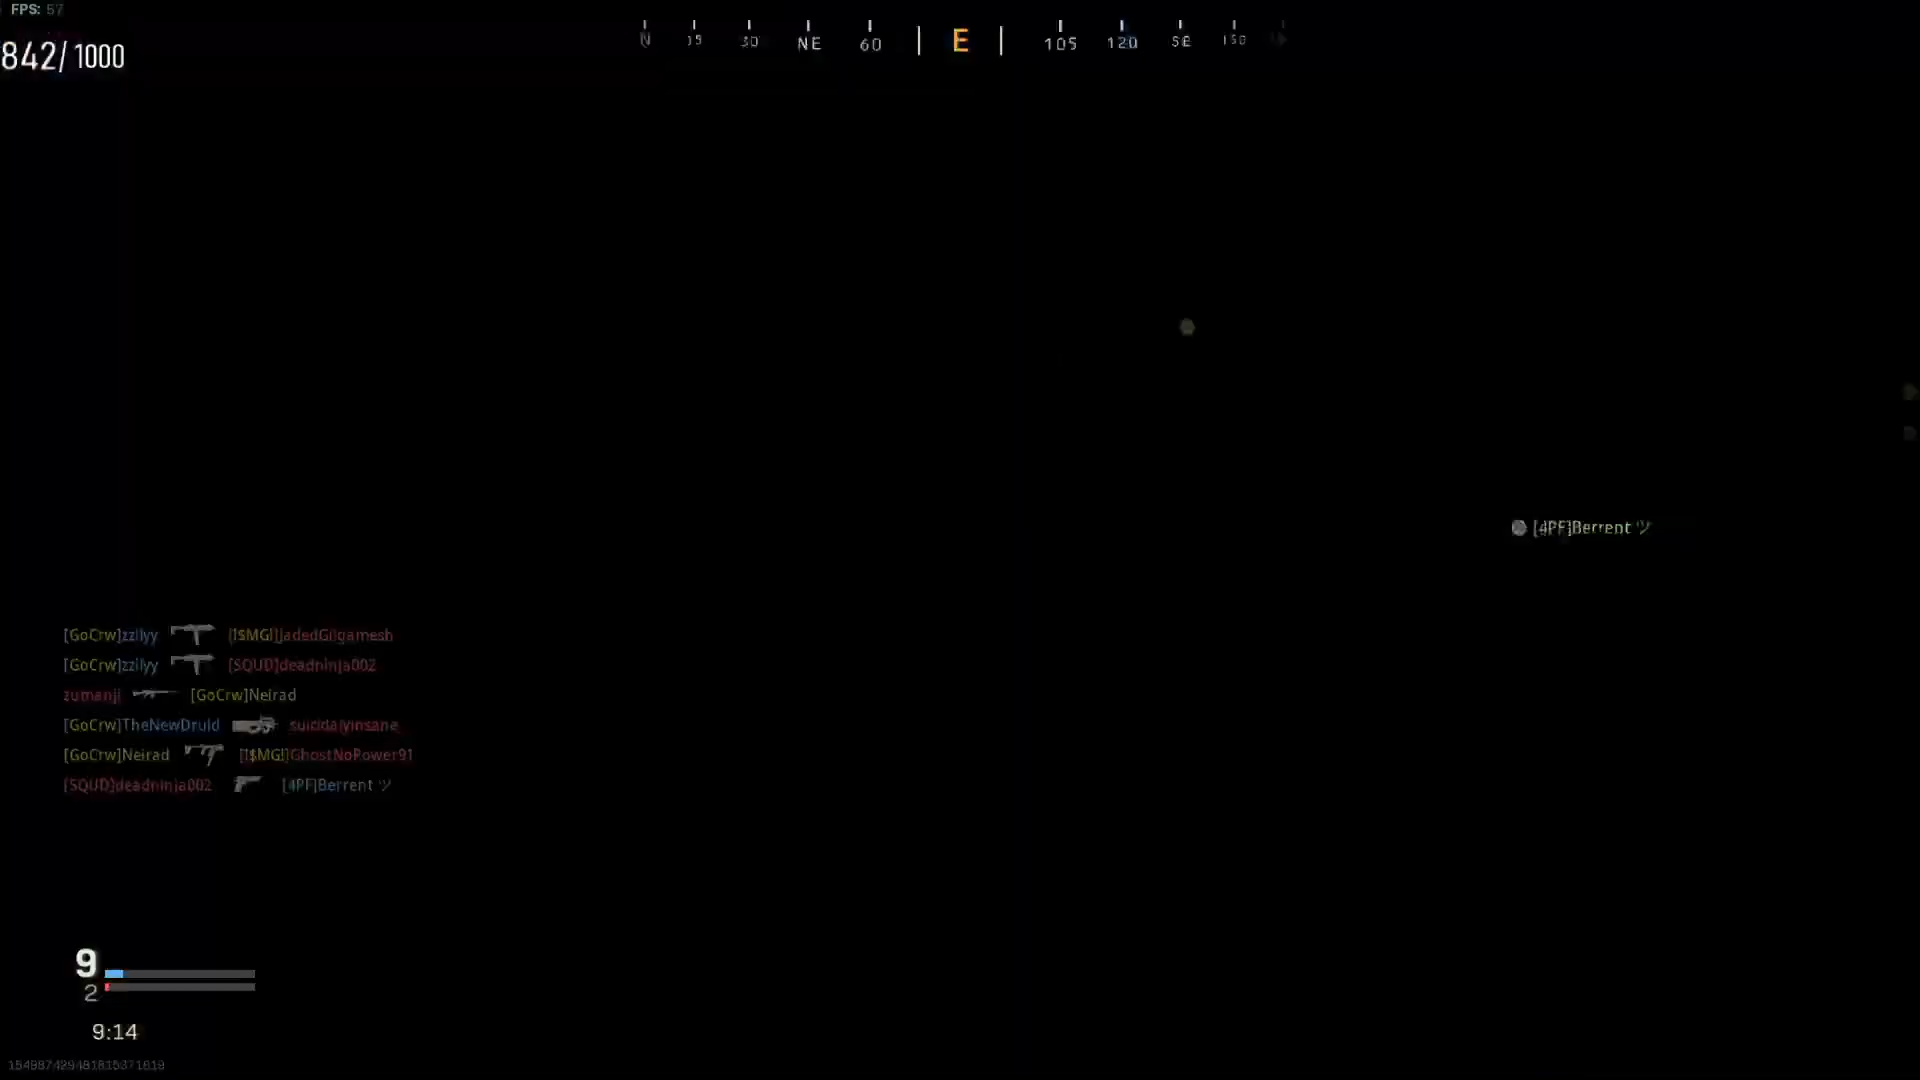 FPS: 57
842/ 1000
N 15 30 NE 60 E 105 120 SE 150
[4PF]Berrent ツ
[GoCrw]zzilyy [!$MG!]JadedGilgamesh
[GoCrw]zzilyy [SQUD]deadninja002
zumanji [GoCrw]Neirad
[GoCrw]TheNewDruid suicidalyinsane
[GoCrw]Neirad [!$MG!]GhostNoPower91
[SQUD]deadninja002 [4PF]Berrent ツ
9
2
9:14